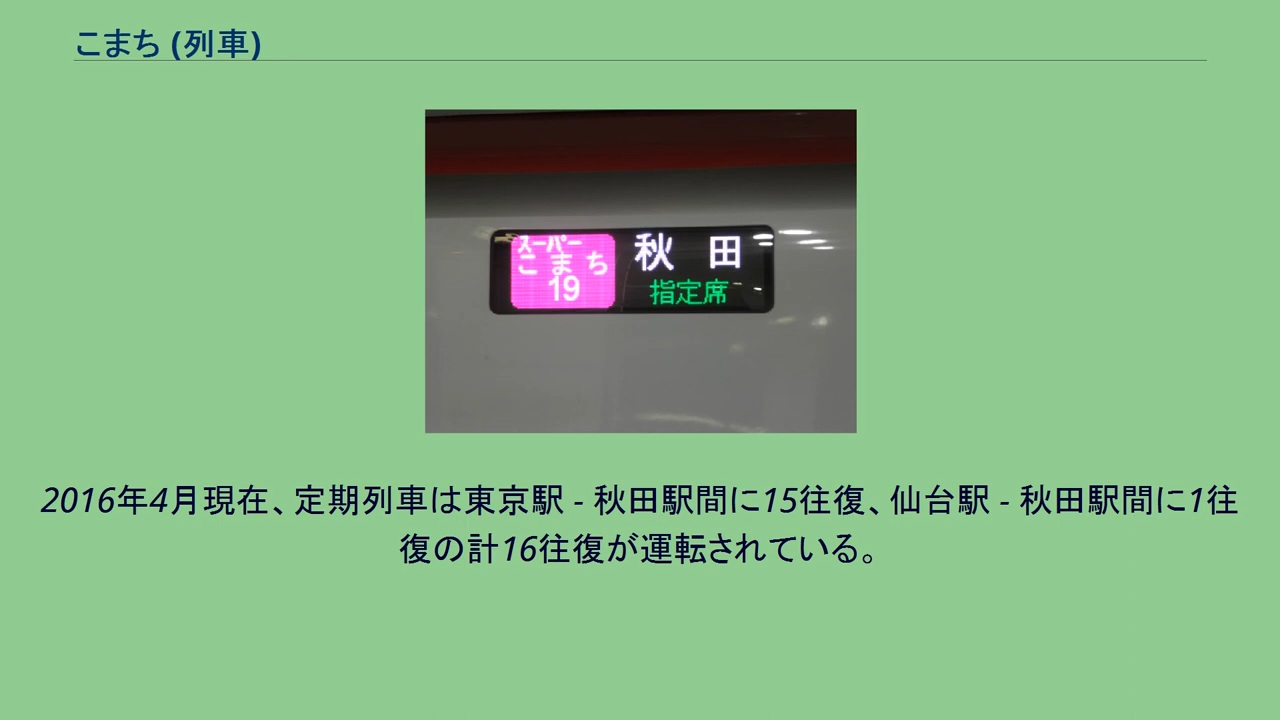 こまち (列車)
スーパー
こまち 秋田
19 指定席
2016年4月現在、定期列車は東京駅 - 秋田駅間に15往復、仙台駅 - 秋田駅間に1往
復の計16往復が運転されている。